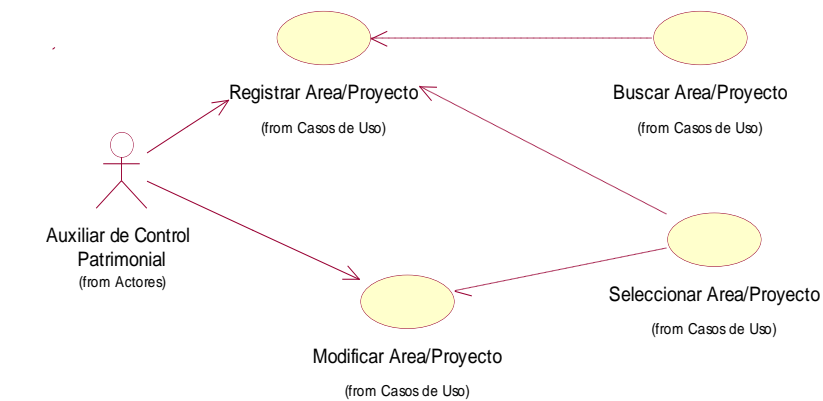 Registrar Area/Proyecto
(from Casos de Uso)
Buscar Area/Proyecto
(from Casos de Uso)
Auxiliar de Control
Patrimonial
(from Actores)
Seleccionar Area/Proyecto
(from Casos de Uso)
Modificar Area/Proyecto
(from Casos de Uso)